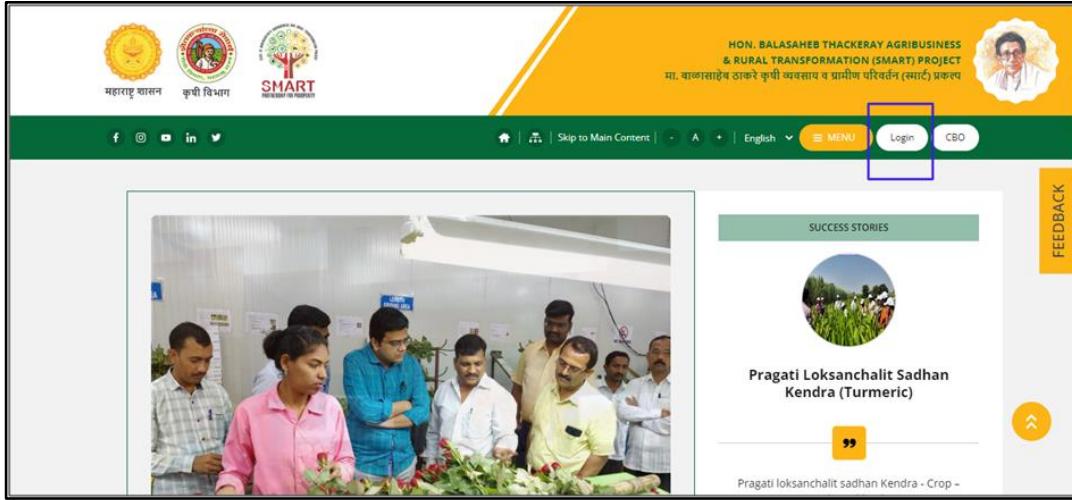 महाराष्ट्र शासन
कृषी विभाग
SMART
HON. BALASAHEB THACKERAY AGRIBUSINESS
& RURAL TRANSFORMATION (SMART) PROJECT
मा. बाळासाहेब ठाकरे कृषी व्यवसाय व ग्रामीण परिवर्तन (स्मार्ट) प्रकल्प
Skip to Main Content | - A + | English MENU Login CBO
FEEDBACK
SUCCESS STORIES
Pragati Loksanchalit Sadhan
Kendra (Turmeric)
Pragati loksanchalit sadhan Kendra - Crop –